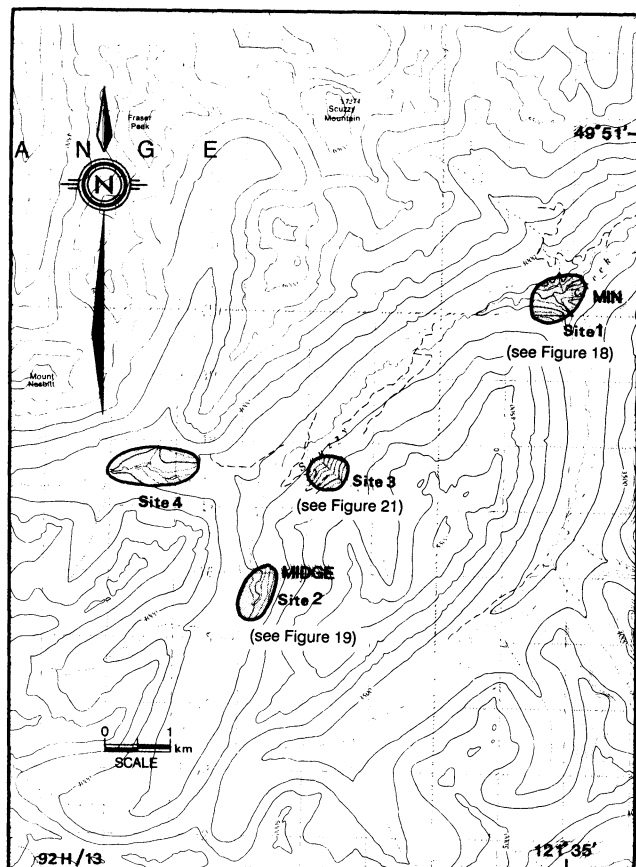 Fraser
Peak
Scuzzy
Mountain
49°51'
A N G E
N
MIN
Site 1
(see Figure 18)
Mount
Nesbitt
Site 4
Site 3
(see Figure 21)
MIDGE
Site 2
(see Figure 19)
0 1
km
SCALE
92H/13
121°35'